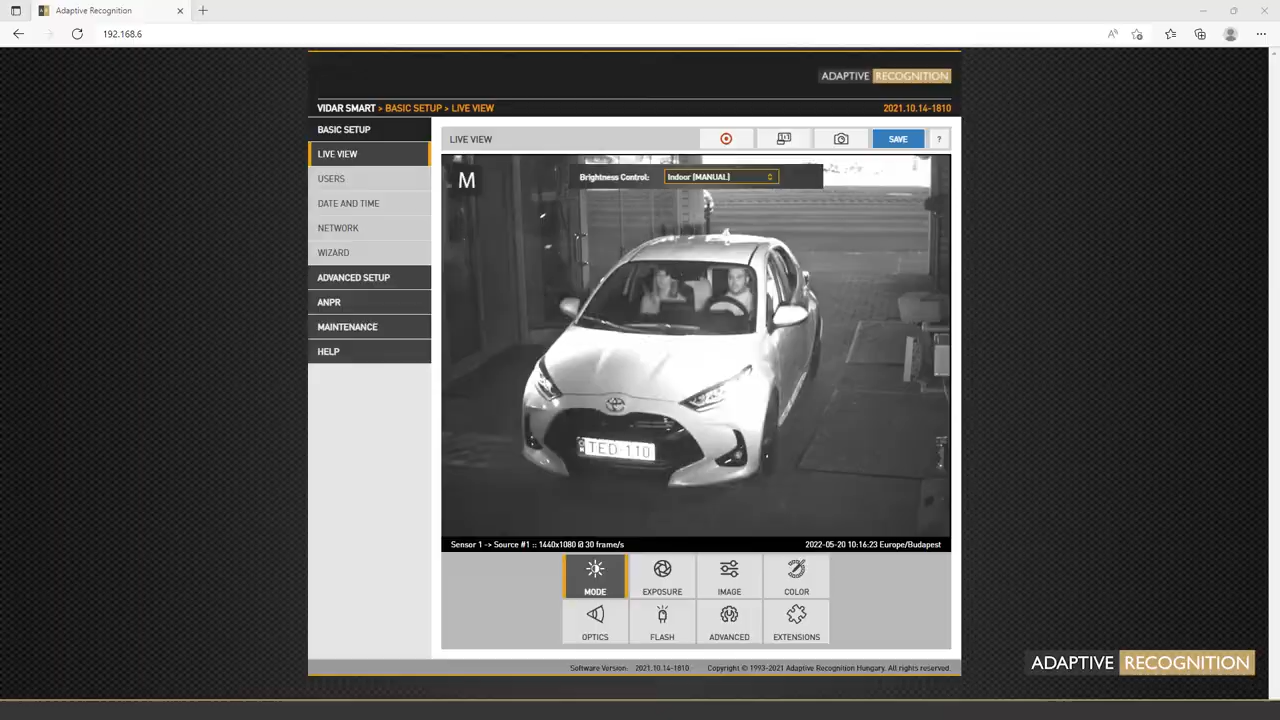 Adaptive Recognition
192.168.6
ADAPTIVE RECOGNITION
VIDAR SMART > BASIC SETUP > LIVE VIEW
2021.10.14-1810
BASIC SETUP
LIVE VIEW
USERS
DATE AND TIME
NETWORK
WIZARD
ADVANCED SETUP
ANPR
MAINTENANCE
HELP
LIVE VIEW
SAVE
?
M
Brightness Control:
Indoor [MANUAL]
TED-110
Sensor 1 -> Source #1 :: 1440x1080 @ 30 frame/s
2022-05-20 10:16:23 Europe/Budapest
MODE
EXPOSURE
IMAGE
COLOR
OPTICS
FLASH
ADVANCED
EXTENSIONS
Software Version: 2021.10.14-1810
Copyright © 1993-2021 Adaptive Recognition Hungary. All rights reserved.
ADAPTIVE RECOGNITION